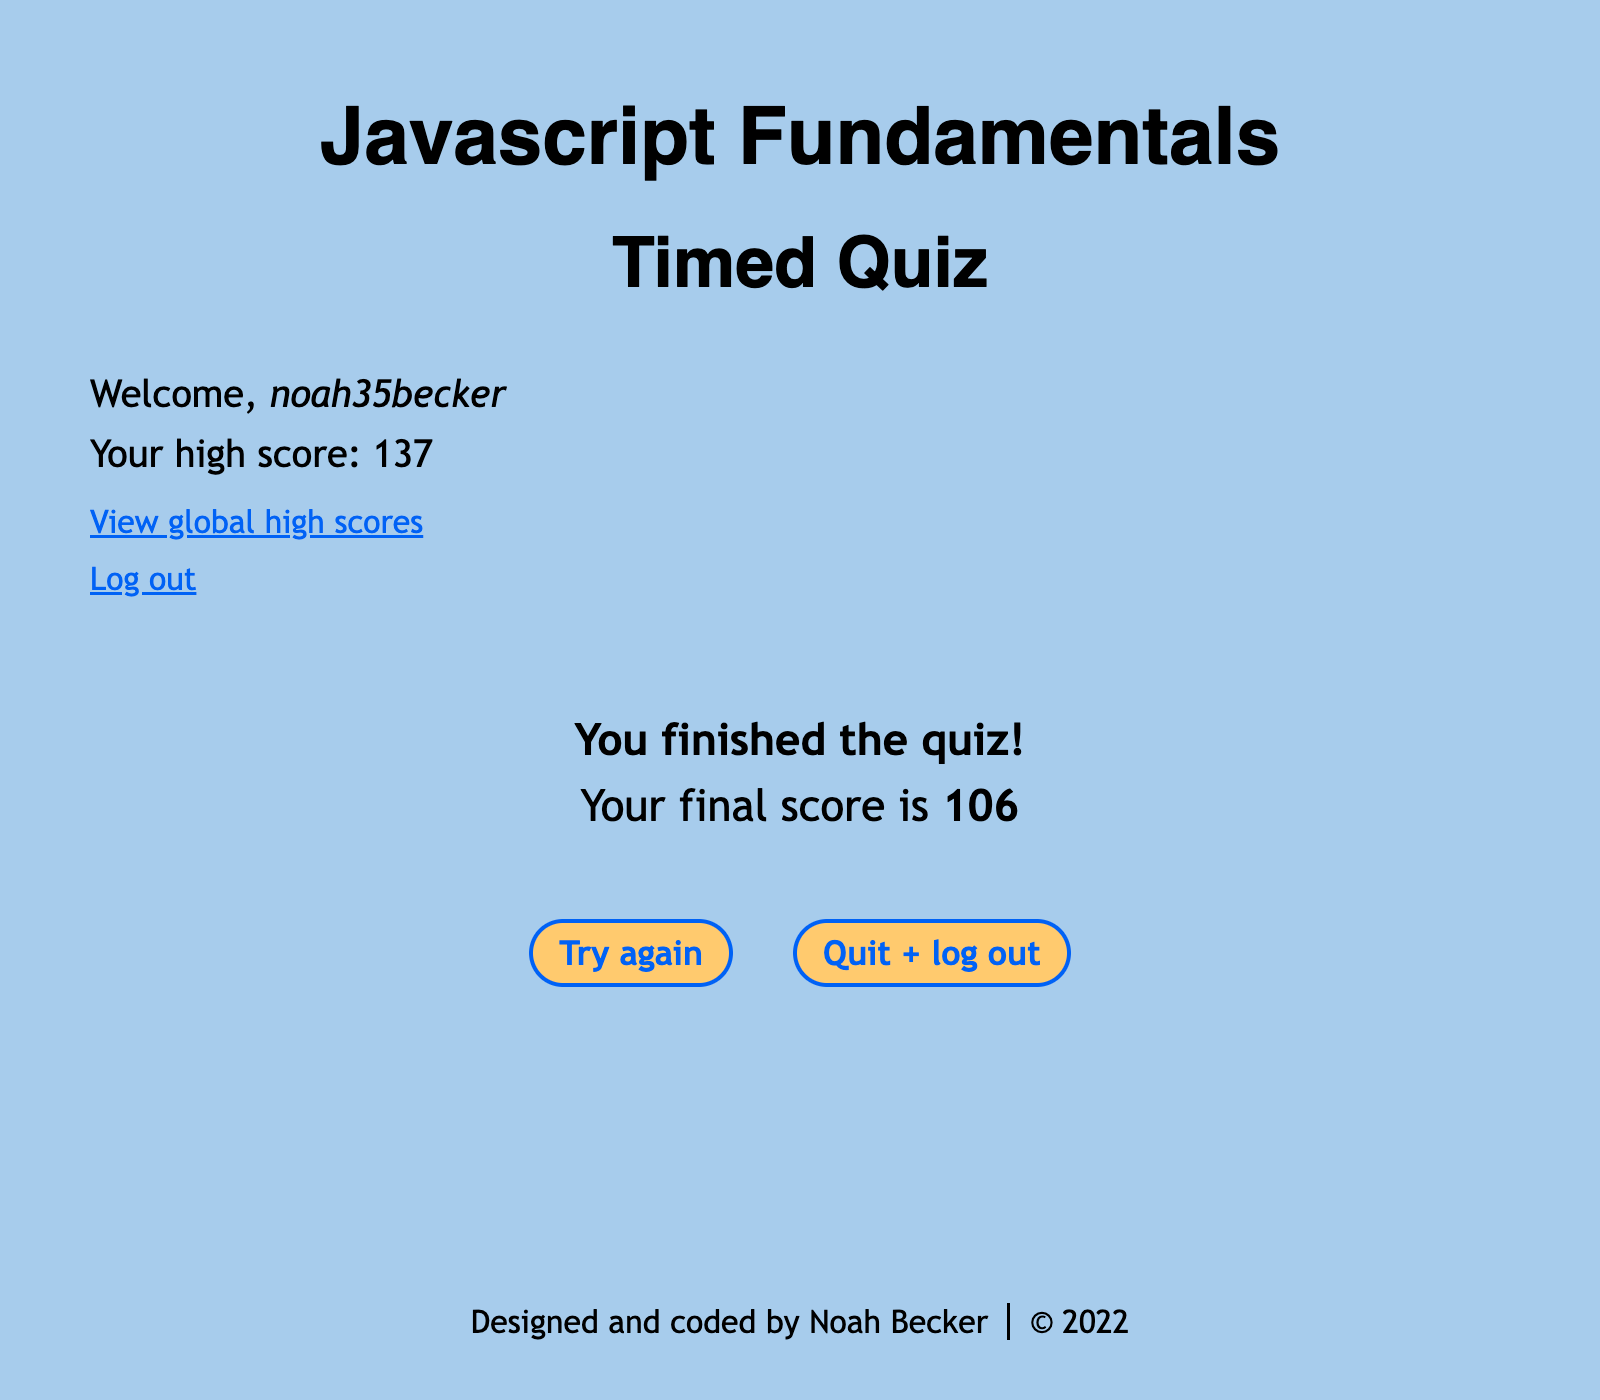 Javascript Fundamentals
Timed Quiz
Welcome, noah35becker
Your high score: 137
View global high scores
Log out
You finished the quiz!
Your final score is 106
Try again
Quit + log out
Designed and coded by Noah Becker | © 2022